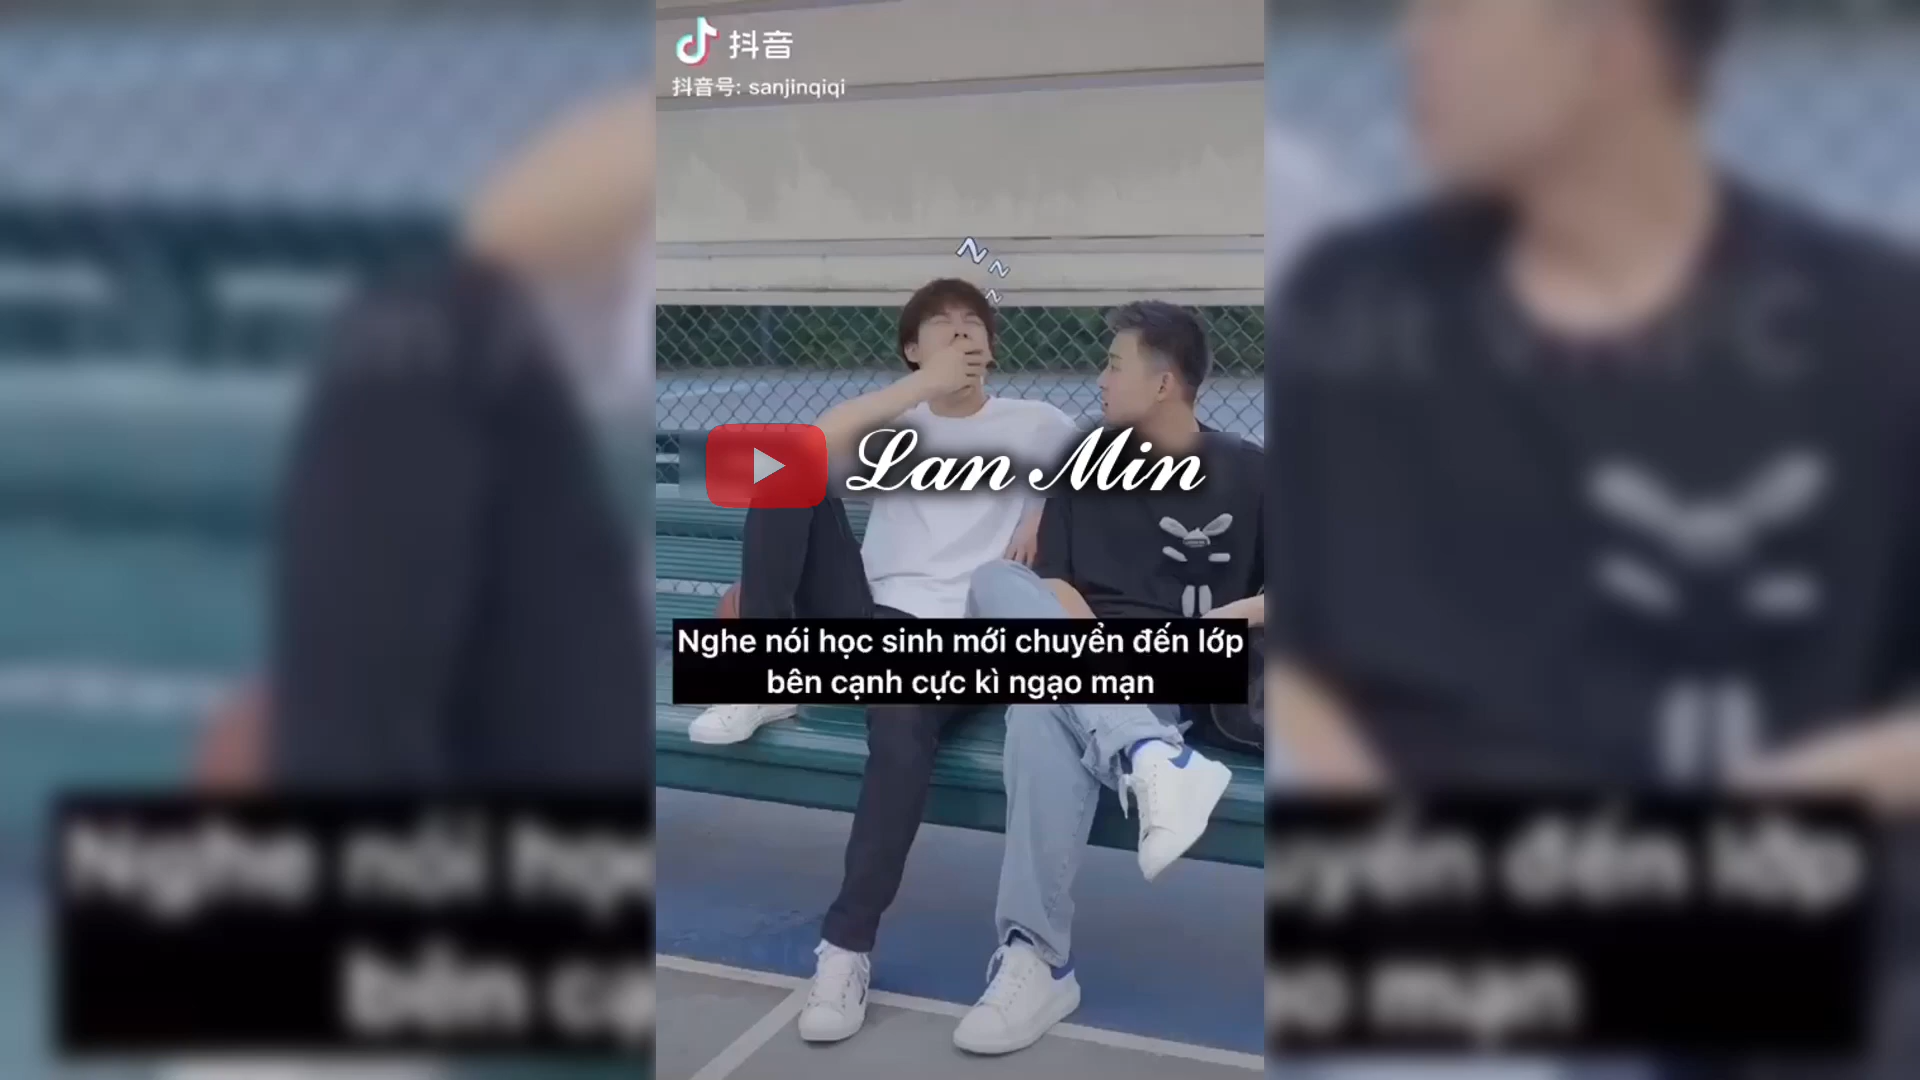 抖音
抖音号: sanjinqiqi
N
N
N
Lan Min
Nghe nói học sinh mới chuyển đến lớp
bên cạnh cực kì ngạo mạn